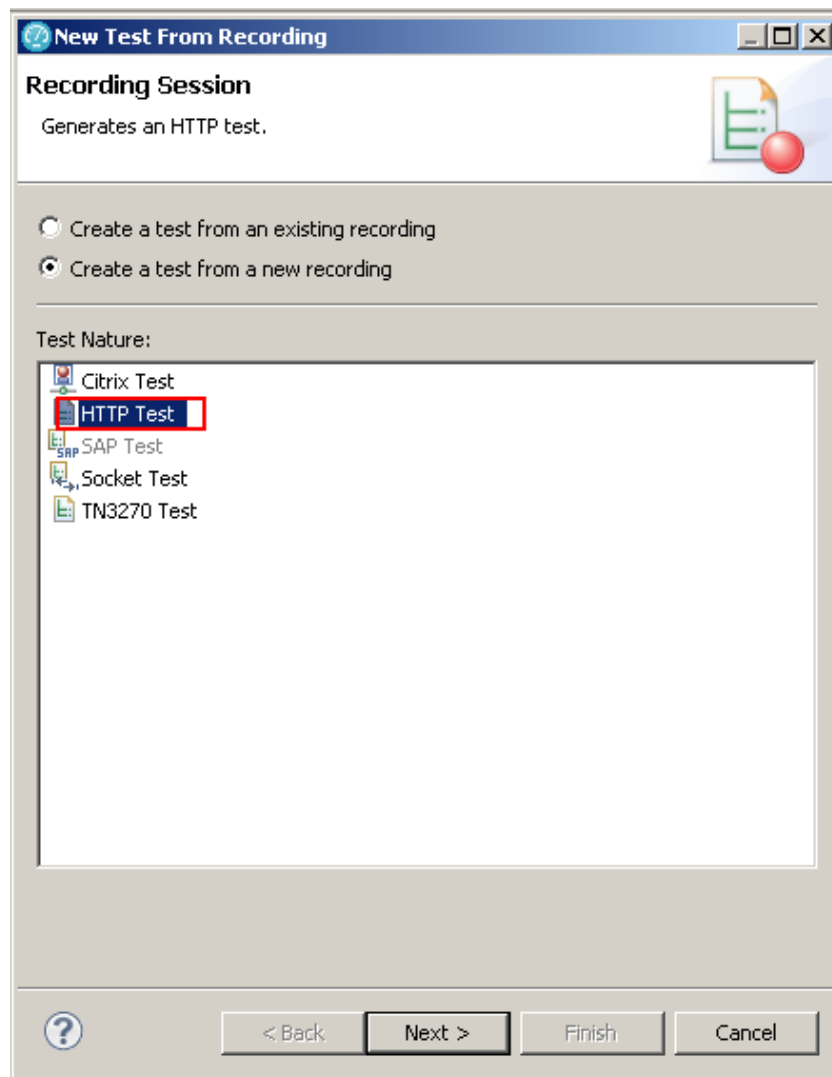 New Test From Recording
Recording Session
Generates an HTTP test.
Create a test from an existing recording
Create a test from a new recording
Test Nature:
Citrix Test
HTTP Test
SAP SAP Test
Socket Test
TN3270 Test
? < Back Next > Finish Cancel